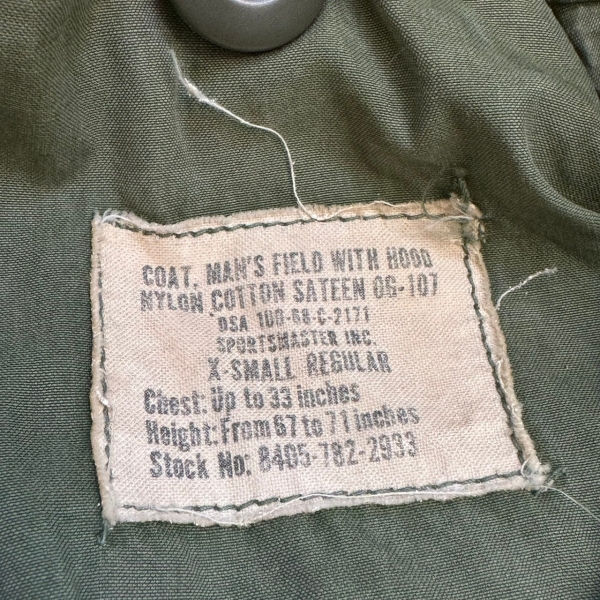 COAT, MAN'S FIELD WITH HOOD
NYLON COTTON SATEEN OG-107
DSA 100-68-C-2171
SPORTSMASTER INC.
X-SMALL REGULAR
Chest: Up to 33 inches
Height: From 67 to 71 inches
Stock No: 8405-782-2933